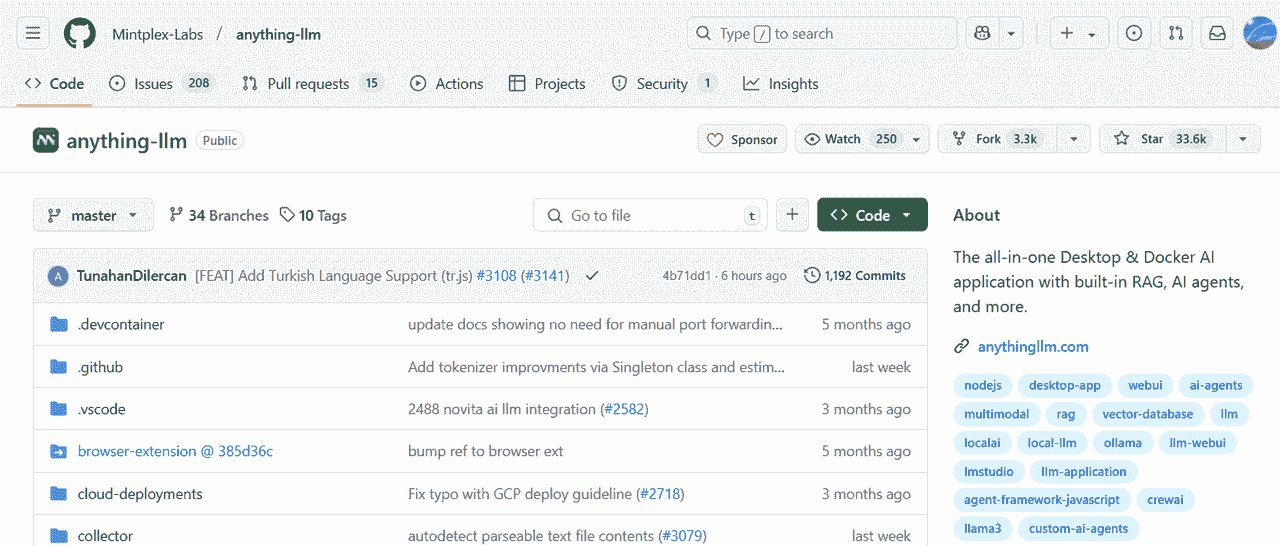 Mintplex-Labs / anything-llm
Type / to search
Code
Issues 208
Pull requests 15
Actions
Projects
Security 1
Insights
anything-llm Public
Sponsor
Watch 250
Fork 3.3k
Star 33.6k
master
34 Branches
10 Tags
Go to file t
Code
TunahanDilercan [FEAT] Add Turkish Language Support (tr.js) #3108 (#3141)
4b71dd1 · 6 hours ago
1,192 Commits
.devcontainer update docs showing no need for manual port forwardin... 5 months ago
.github Add tokenizer improvments via Singleton class and estim... last week
.vscode 2488 novita ai llm integration (#2582) 3 months ago
browser-extension @ 385d36c bump ref to browser ext 5 months ago
cloud-deployments Fix typo with GCP deploy guideline (#2718) 3 months ago
collector autodetect parseable text file contents (#3079) last week
About
The all-in-one Desktop & Docker AI
application with built-in RAG, AI agents,
and more.
anythingllm.com
nodejs desktop-app webui ai-agents
multimodal rag vector-database llm
localai local-llm ollama llm-webui
lmstudio llm-application
agent-framework-javascript crewai
llama3 custom-ai-agents